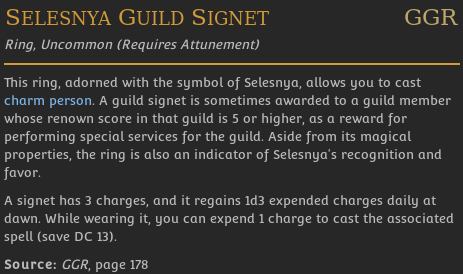 Selesnya Guild Signet GGR
Ring, Uncommon (Requires Attunement)
This ring, adorned with the symbol of Selesnya, allows you to cast
charm person. A guild signet is sometimes awarded to a guild member
whose renown score in that guild is 5 or higher, as a reward for
performing special services for the guild. Aside from its magical
properties, the ring is also an indicator of Selesnya's recognition and
favor.
A signet has 3 charges, and it regains 1d3 expended charges daily at
dawn. While wearing it, you can expend 1 charge to cast the associated
spell (save DC 13).
Source: GGR, page 178